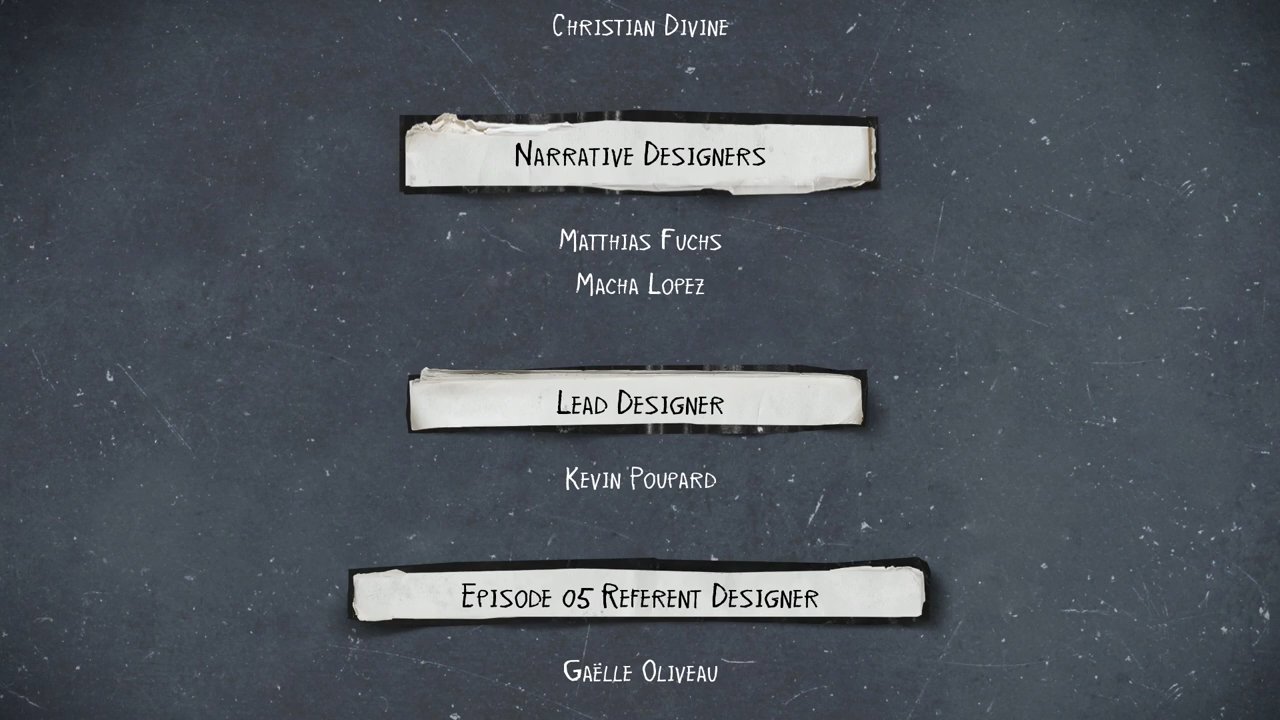 Christian Divine
Narrative Designers
Matthias Fuchs
Macha Lopez
Lead Designer
Kevin Poupard
Episode 05 Referent Designer
Gaëlle Oliveau